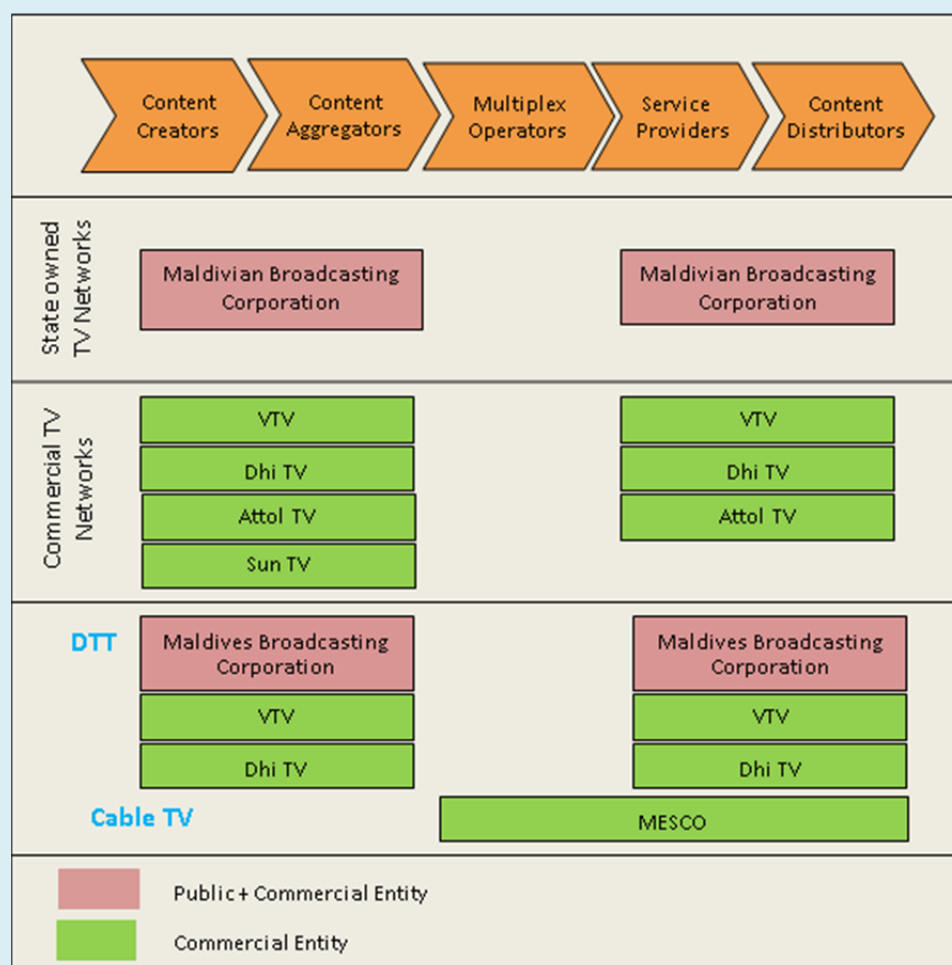 Content
Creators
Content
Aggregators
Multiplex
Operators
Service
Providers
Content
Distributors
State owned
TV Networks
Maldivian Broadcasting
Corporation
Maldivian Broadcasting
Corporation
Commercial TV
Networks
VTV
Dhi TV
Attol TV
Sun TV
VTV
Dhi TV
Attol TV
DTT
Maldives Broadcasting
Corporation
VTV
Dhi TV
Maldives Broadcasting
Corporation
VTV
Dhi TV
Cable TV
MESCO
Public + Commercial Entity
Commercial Entity